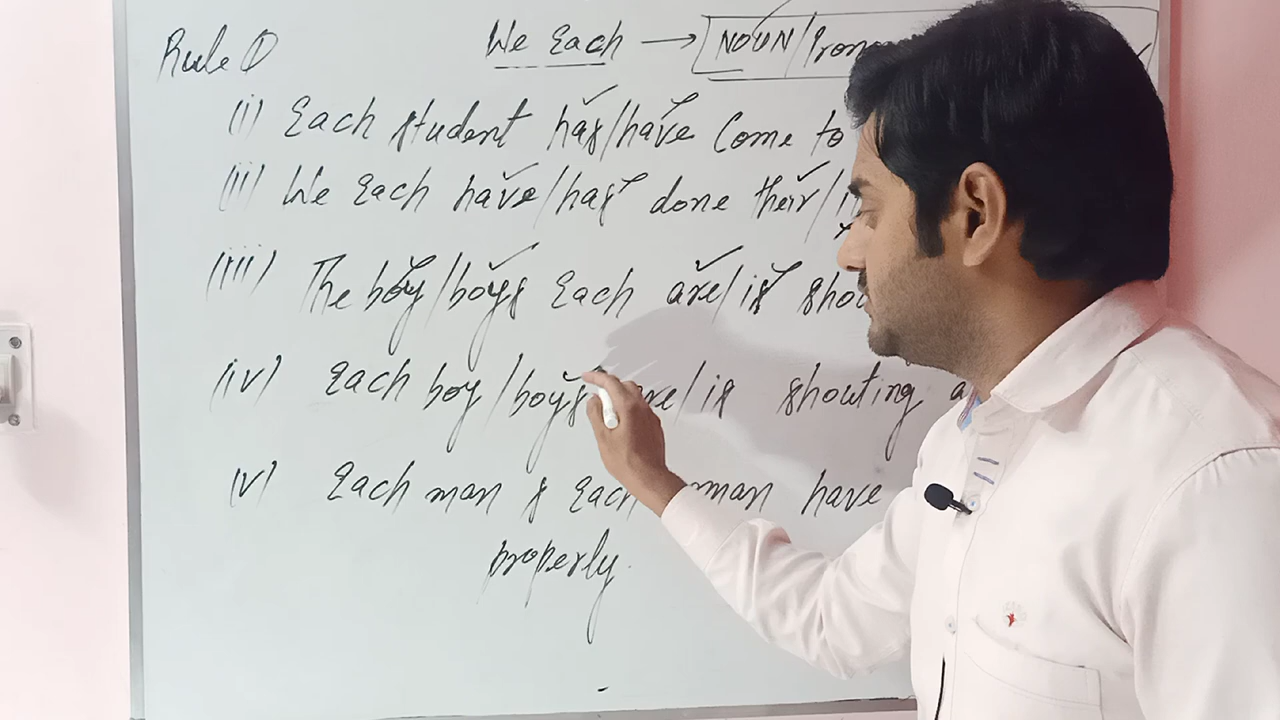 Rule ① We Each → NOUN/Pron
(i) Each student has/have Come to
(ii) We Each have/has done their/
(iii) The boy/boys Each are/is shou
(iv) Each boy/boys are/is shouting a
(v) Each man & Each woman have
properly.